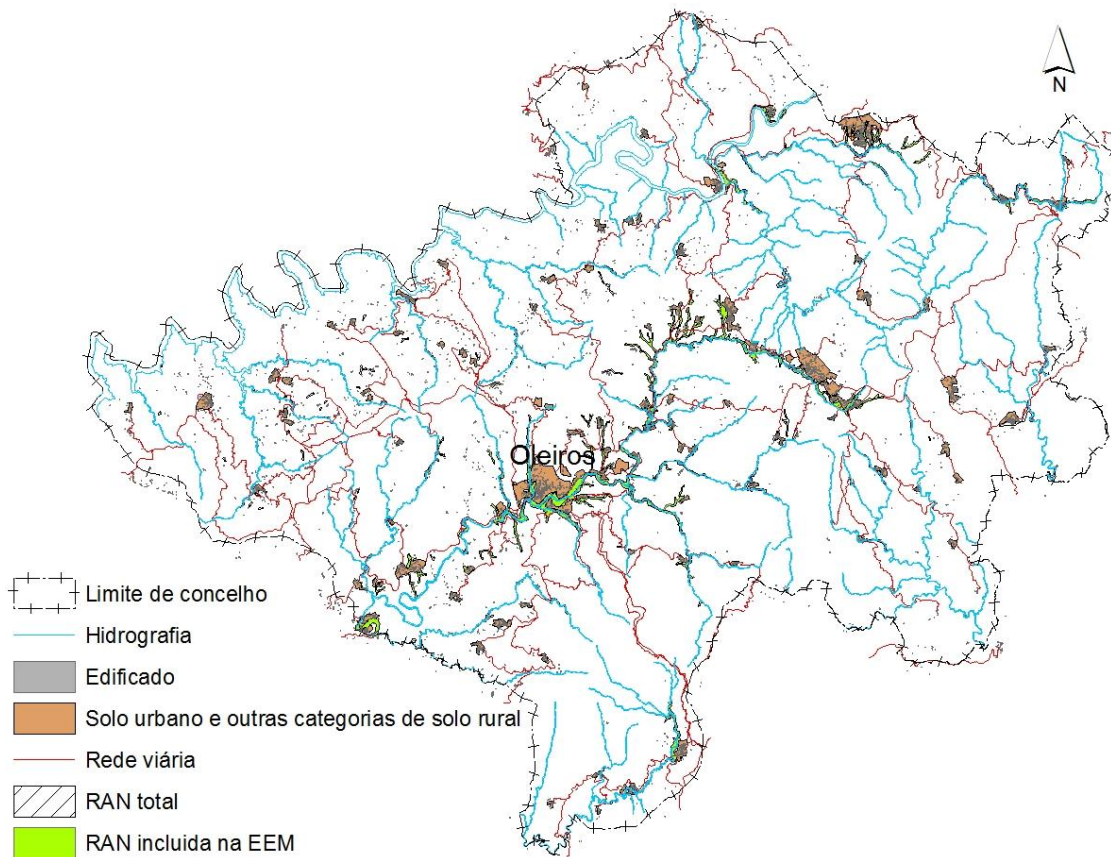 N
Oleiros
Limite de concelho
Hidrografia
Edificado
Solo urbano e outras categorias de solo rural
Rede viária
RAN total
RAN incluida na EEM